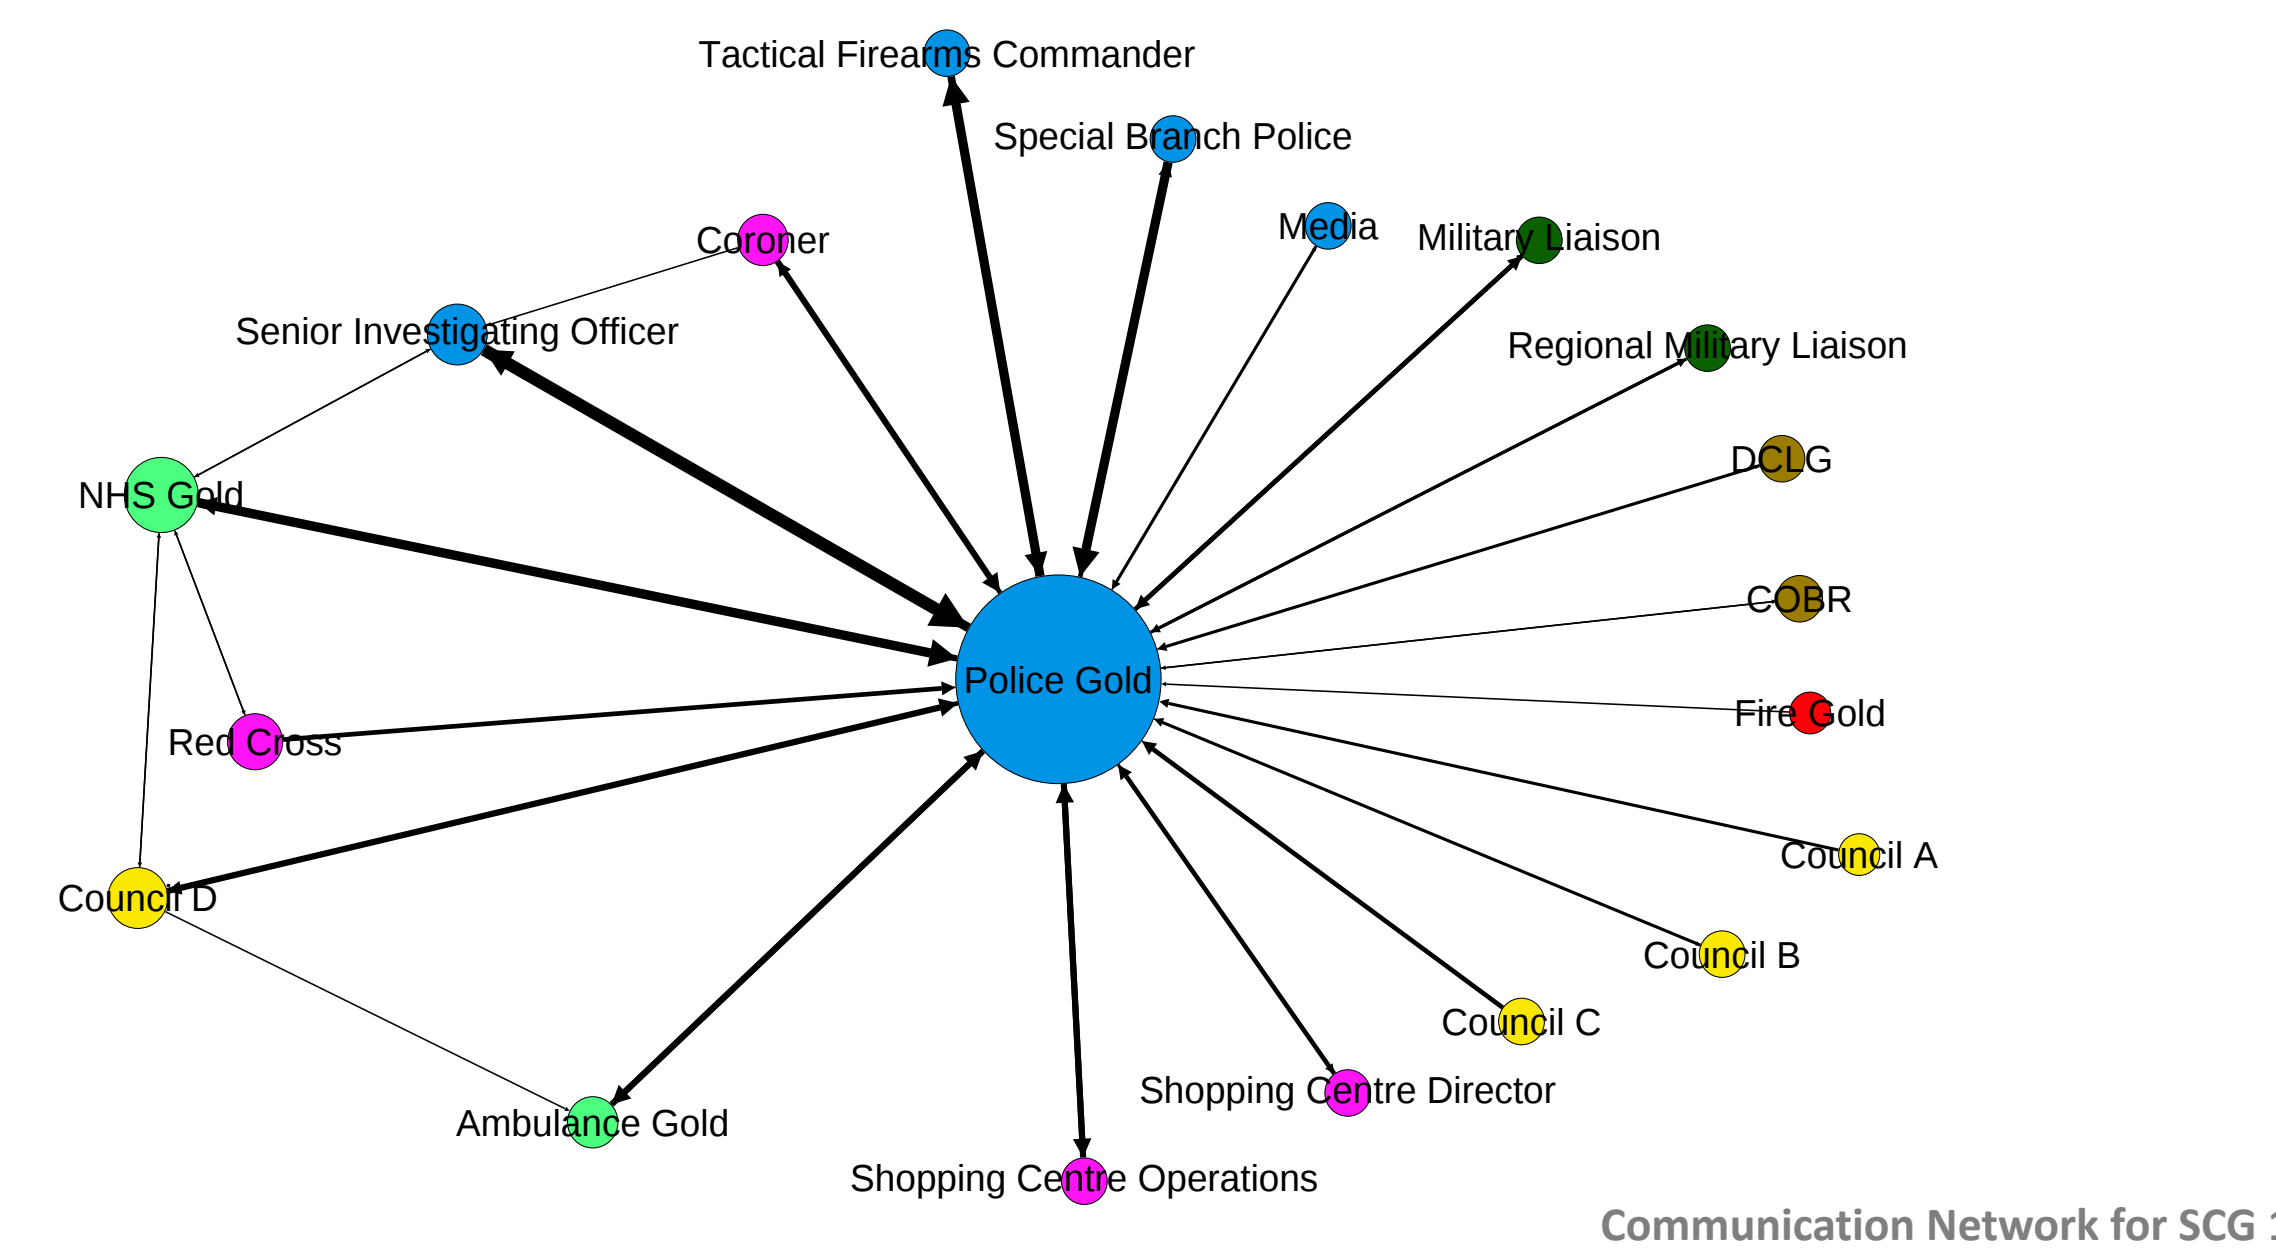 Tactical Firearms Commander
Special Branch Police
Media
Military Liaison
Coroner
Senior Investigating Officer
Regional Military Liaison
DCLG
NHS Gold
COBR
Police Gold
Fire Gold
Red Cross
Council A
Council D
Council B
Council C
Shopping Centre Director
Ambulance Gold
Shopping Centre Operations
Communication Network for SCG